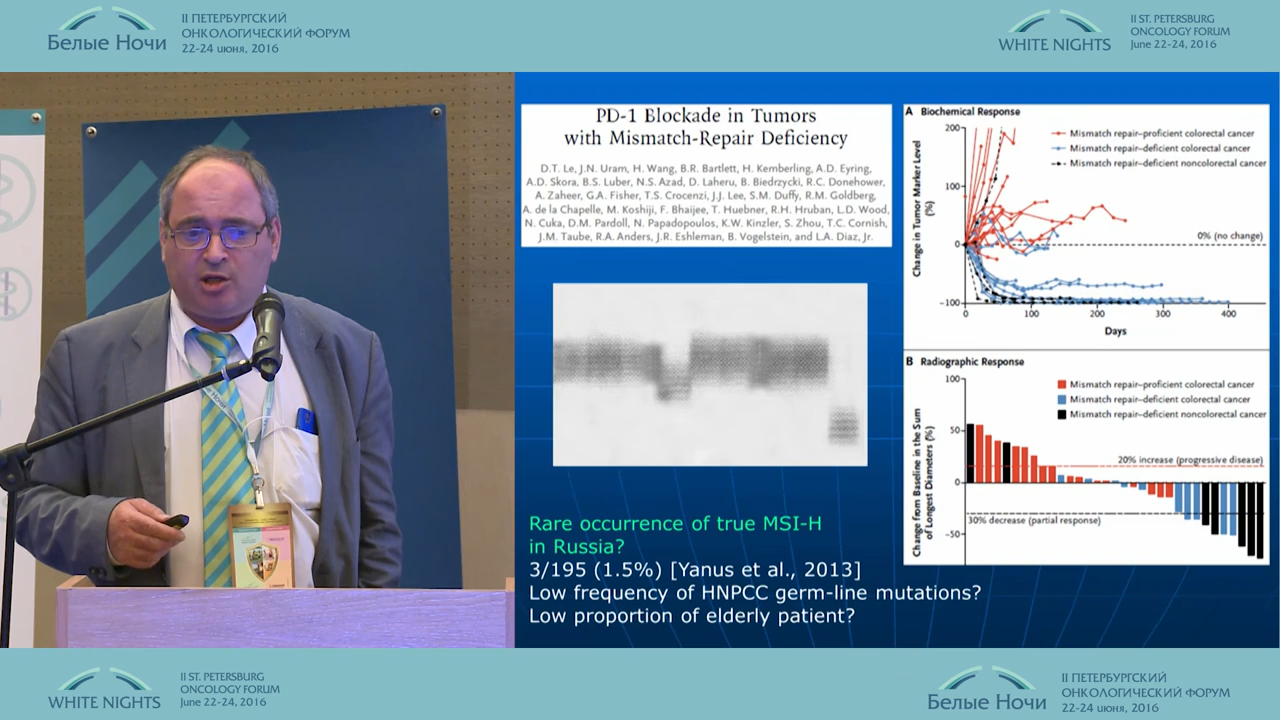 Белые Ночи
II ПЕТЕРБУРГСКИЙ
ОНКОЛОГИЧЕСКИЙ ФОРУМ
22-24 июня, 2016
WHITE NIGHTS
II ST. PETERSBURG
ONCOLOGY FORUM
June 22-24, 2016
PD-1 Blockade in Tumors
with Mismatch-Repair Deficiency
D.T. Le, J.N. Uram, H. Wang, B.R. Bartlett, H. Kemberling, A.D. Eyring,
A.D. Skora, B.S. Luber, N.S. Azad, D. Laheru, B. Biedrzycki, R.C. Donehower,
A. Zaheer, G.A. Fisher, T.S. Crocenzi, J.J. Lee, S.M. Duffy, R.M. Goldberg,
A. de la Chapelle, M. Koshiji, F. Bhaijee, T. Huebner, R.H. Hruban, L.D. Wood,
N. Cuka, D.M. Pardoll, N. Papadopoulos, K.W. Kinzler, S. Zhou, T.C. Cornish,
J.M. Taube, R.A. Anders, J.R. Eshleman, B. Vogelstein, and L.A. Diaz, Jr.
Rare occurrence of true MSI-H
in Russia?
3/195 (1.5%) [Yanus et al., 2013]
Low frequency of HNPCC germ-line mutations?
Low proportion of elderly patient?
A Biochemical Response
Change in Tumor Marker Level
(%)
200
100
0
-100
Mismatch repair–proficient colorectal cancer
Mismatch repair–deficient colorectal cancer
Mismatch repair–deficient noncolorectal cancer
0% (no change)
0 100 200 300 400
Days
B Radiographic Response
Change from Baseline in the Sum
of Longest Diameters (%)
100
50
0
-50
Mismatch repair–proficient colorectal cancer
Mismatch repair–deficient colorectal cancer
Mismatch repair–deficient noncolorectal cancer
20% increase (progressive disease)
30% decrease (partial response)
WHITE NIGHTS
II ST. PETERSBURG
ONCOLOGY FORUM
June 22-24, 2016
Белые Ночи
II ПЕТЕРБУРГСКИЙ
ОНКОЛОГИЧЕСКИЙ ФОРУМ
22-24 июня, 2016